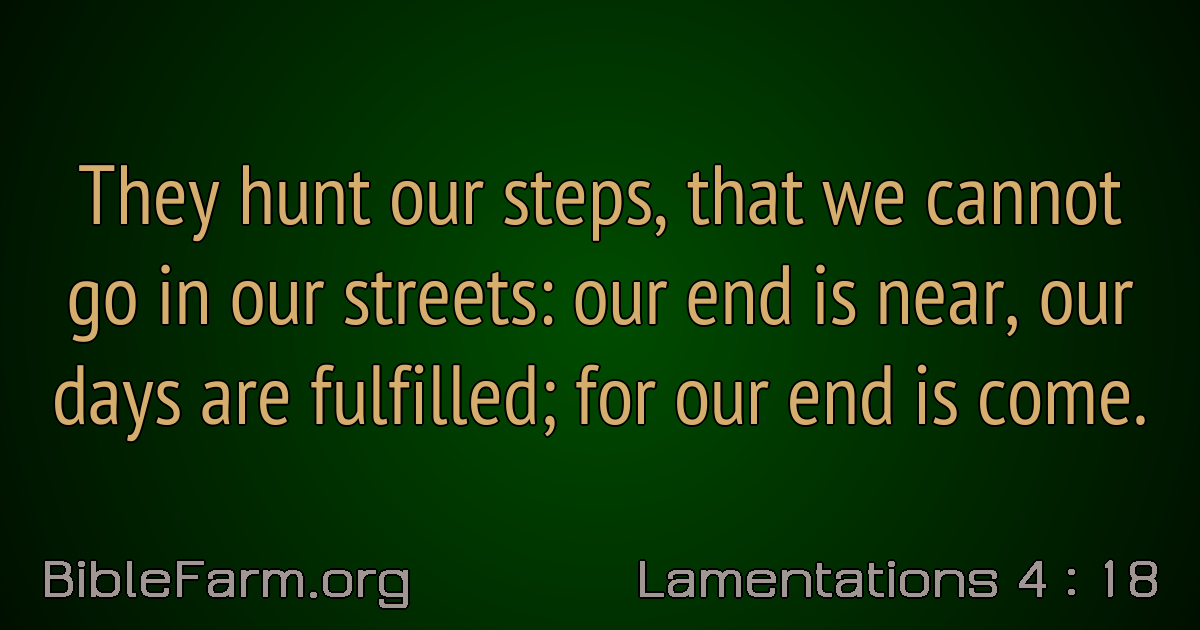 They hunt our steps, that we cannot
go in our streets: our end is near, our
days are fulfilled; for our end is come.
BibleFarm.org
Lamentations 4 : 18